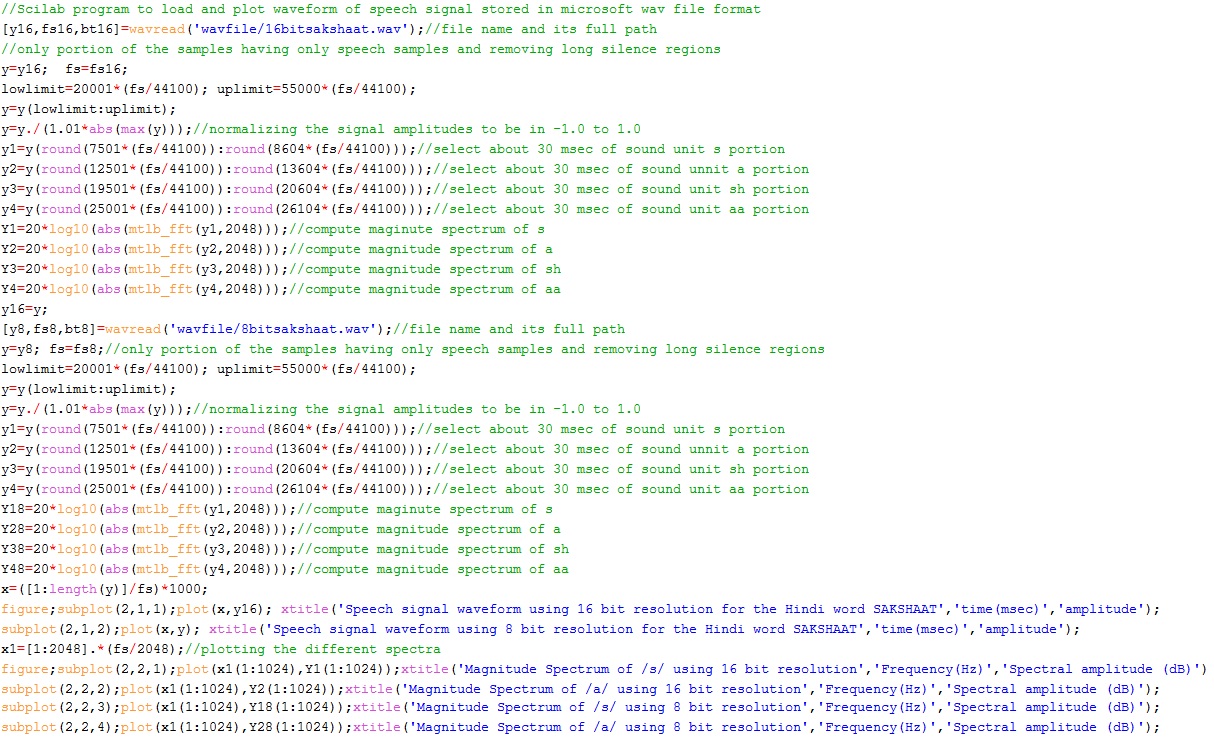 //Scilab program to load and plot waveform of speech signal stored in microsoft wav file format
[y16,fs16,bt16]=wavread('wavfile/16bitsakshaat.wav');//file name and its full path
//only portion of the samples having only speech samples and removing long silence regions
y=y16;  fs=fs16;
lowlimit=20001*(fs/44100); uplimit=55000*(fs/44100);
y=y(lowlimit:uplimit);
y=y./(1.01*abs(max(y)));//normalizing the signal amplitudes to be in -1.0 to 1.0
y1=y(round(7501*(fs/44100)):round(8604*(fs/44100)));//select about 30 msec of sound unit s portion
y2=y(round(12501*(fs/44100)):round(13604*(fs/44100)));//select about 30 msec of sound unnit a portion
y3=y(round(19501*(fs/44100)):round(20604*(fs/44100)));//select about 30 msec of sound unit sh portion
y4=y(round(25001*(fs/44100)):round(26104*(fs/44100)));//select about 30 msec of sound unit aa portion
Y1=20*log10(abs(mtlb_fft(y1,2048)));//compute maginute spectrum of s
Y2=20*log10(abs(mtlb_fft(y2,2048)));//compute magnitude spectrum of a
Y3=20*log10(abs(mtlb_fft(y3,2048)));//compute magnitude spectrum of sh
Y4=20*log10(abs(mtlb_fft(y4,2048)));//compute magnitude spectrum of aa
y16=y;
[y8,fs8,bt8]=wavread('wavfile/8bitsakshaat.wav');//file name and its full path
y=y8; fs=fs8;//only portion of the samples having only speech samples and removing long silence regions
lowlimit=20001*(fs/44100); uplimit=55000*(fs/44100);
y=y(lowlimit:uplimit);
y=y./(1.01*abs(max(y)));//normalizing the signal amplitudes to be in -1.0 to 1.0
y1=y(round(7501*(fs/44100)):round(8604*(fs/44100)));//select about 30 msec of sound unit s portion
y2=y(round(12501*(fs/44100)):round(13604*(fs/44100)));//select about 30 msec of sound unnit a portion
y3=y(round(19501*(fs/44100)):round(20604*(fs/44100)));//select about 30 msec of sound unit sh portion
y4=y(round(25001*(fs/44100)):round(26104*(fs/44100)));//select about 30 msec of sound unit aa portion
Y18=20*log10(abs(mtlb_fft(y1,2048)));//compute maginute spectrum of s
Y28=20*log10(abs(mtlb_fft(y2,2048)));//compute magnitude spectrum of a
Y38=20*log10(abs(mtlb_fft(y3,2048)));//compute magnitude spectrum of sh
Y48=20*log10(abs(mtlb_fft(y4,2048)));//compute magnitude spectrum of aa
x=([1:length(y)]/fs)*1000;
figure;subplot(2,1,1);plot(x,y16); xtitle('Speech signal waveform using 16 bit resolution for the Hindi word SAKSHAAT','time(msec)','amplitude');
subplot(2,1,2);plot(x,y); xtitle('Speech signal waveform using 8 bit resolution for the Hindi word SAKSHAAT','time(msec)','amplitude');
x1=[1:2048].*(fs/2048);//plotting the different spectra
figure;subplot(2,2,1);plot(x1(1:1024),Y1(1:1024));xtitle('Magnitude Spectrum of /s/ using 16 bit resolution','Frequency(Hz)','Spectral amplitude (dB)')
subplot(2,2,2);plot(x1(1:1024),Y2(1:1024));xtitle('Magnitude Spectrum of /a/ using 16 bit resolution','Frequency(Hz)','Spectral amplitude (dB)');
subplot(2,2,3);plot(x1(1:1024),Y18(1:1024));xtitle('Magnitude Spectrum of /s/ using 8 bit resolution','Frequency(Hz)','Spectral amplitude (dB)');
subplot(2,2,4);plot(x1(1:1024),Y28(1:1024));xtitle('Magnitude Spectrum of /a/ using 8 bit resolution','Frequency(Hz)','Spectral amplitude (dB)');